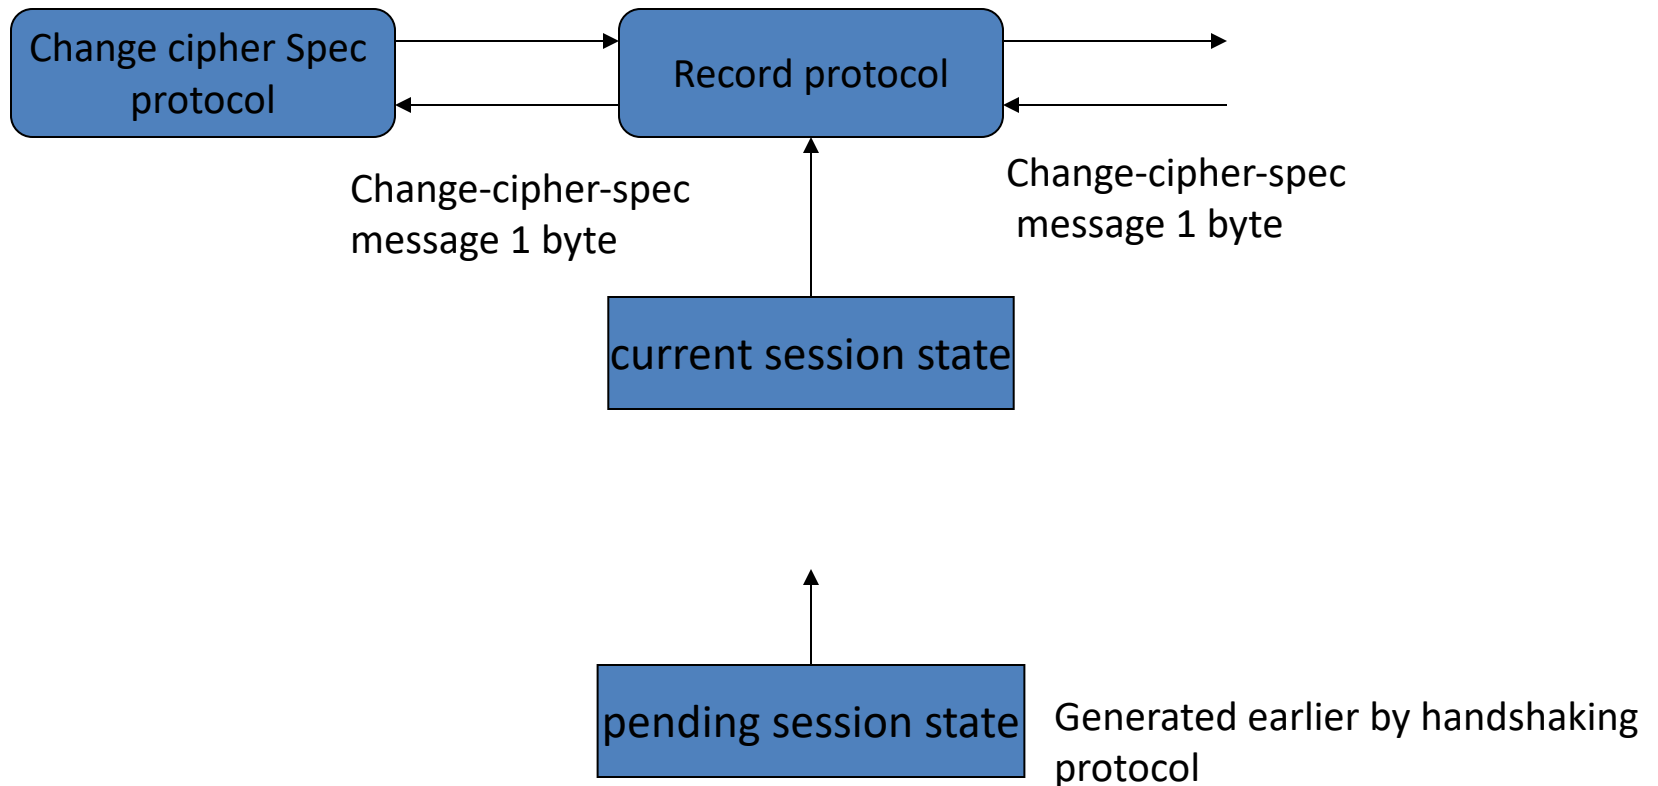 Change cipher Spec
protocol
Record protocol
Change-cipher-spec
message 1 byte
Change-cipher-spec
message 1 byte
current session state
pending session state
Generated earlier by handshaking
protocol